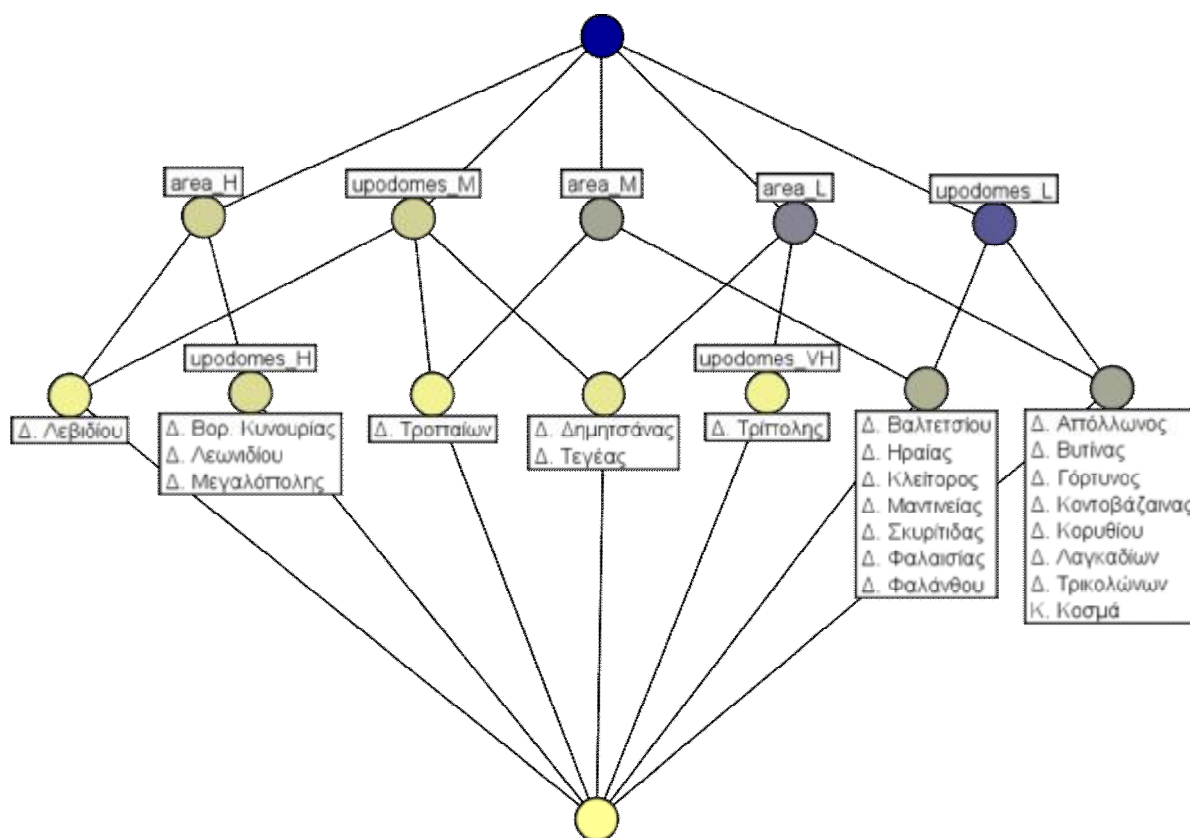 area_H
upodomes_M
area_M
area_L
upodomes_L
upodomes_H
upodomes_VH
Δ. Λεβιδίου
Δ. Βορ. Κυνουρίας
Δ. Λεωνιδίου
Δ. Μεγαλόπολης
Δ. Τροπαίων
Δ. Δημητσάνας
Δ. Τεγέας
Δ. Τρίπολης
Δ. Βαλτετσίου
Δ. Ηραίας
Δ. Κλείτορος
Δ. Μαντινείας
Δ. Σκυρίτιδας
Δ. Φαλαισίας
Δ. Φαλάνθου
Δ. Απόλλωνος
Δ. Βυτίνας
Δ. Γόρτυνος
Δ. Κοντοβάζαινας
Δ. Κορυθίου
Δ. Λαγκαδίων
Δ. Τρικολώνων
Κ. Κοσμά